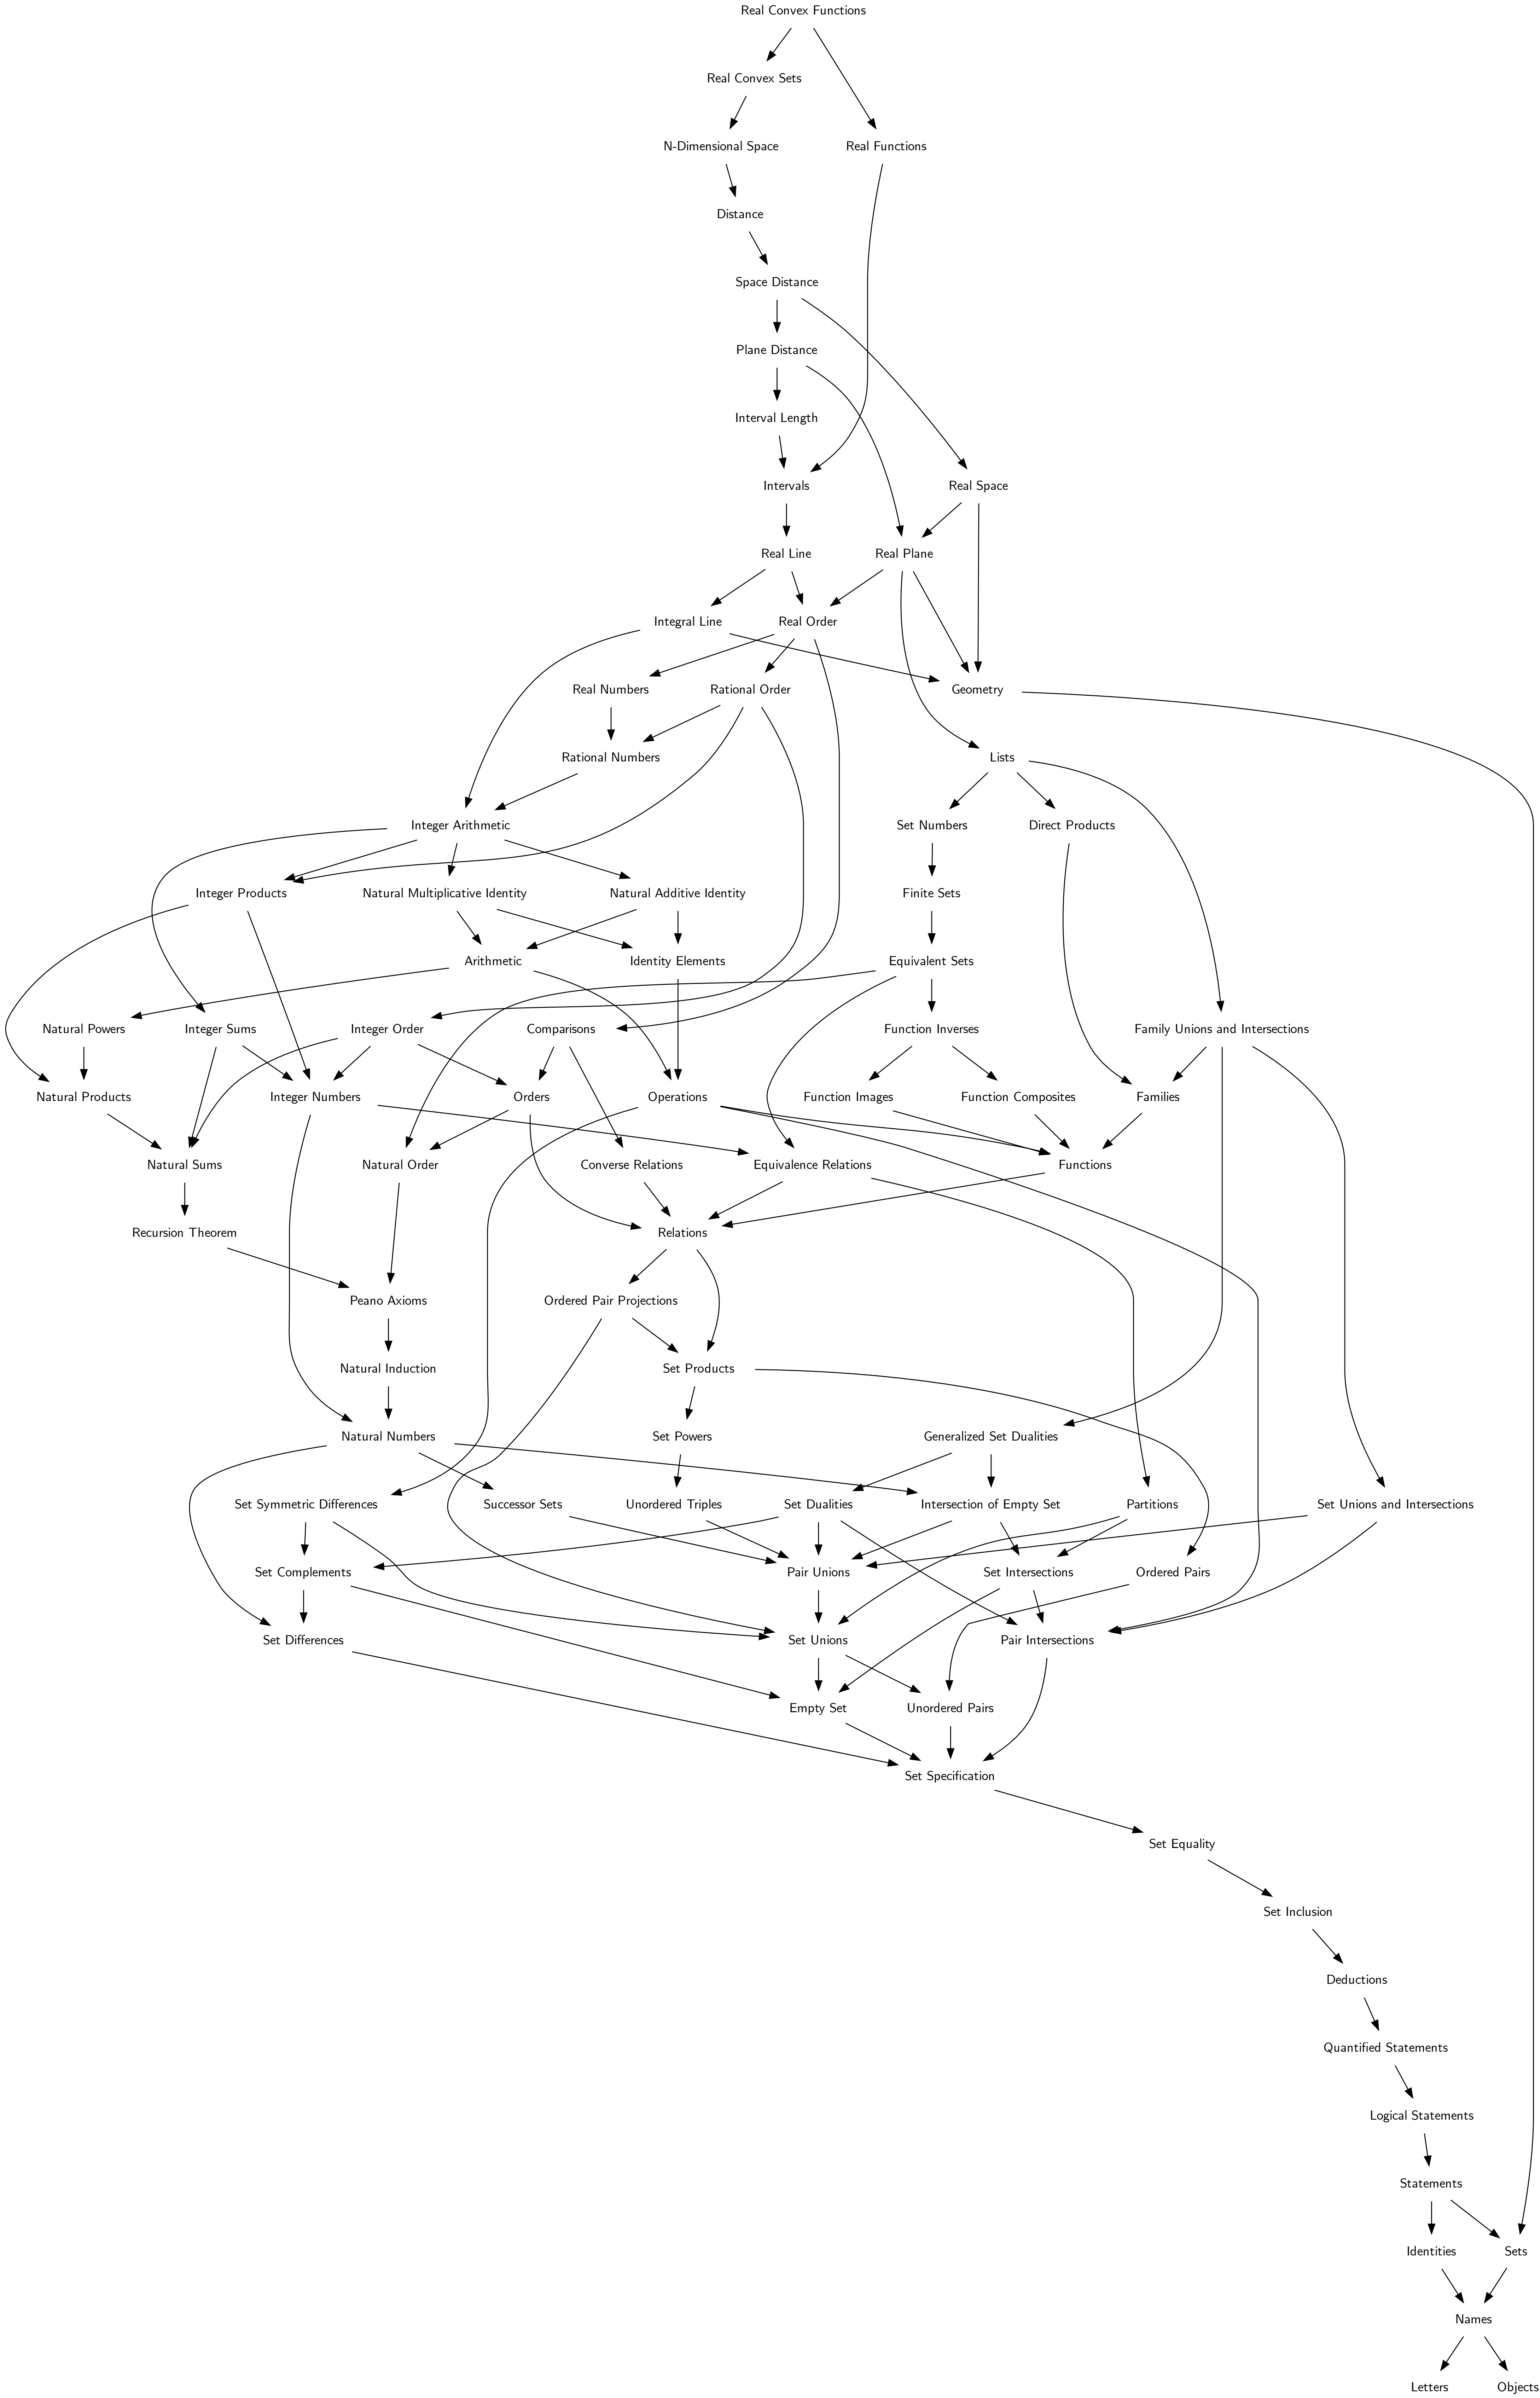 Real Convex Functions
Real Convex Sets
N-Dimensional Space
Real Functions
Distance
Space Distance
Plane Distance
Interval Length
Intervals
Real Space
Real Line
Real Plane
Integral Line
Real Order
Real Numbers
Rational Order
Geometry
Rational Numbers
Lists
Integer Arithmetic
Set Numbers
Direct Products
Integer Products
Natural Multiplicative Identity
Natural Additive Identity
Finite Sets
Arithmetic
Identity Elements
Equivalent Sets
Natural Powers
Integer Sums
Integer Order
Comparisons
Function Inverses
Family Unions and Intersections
Natural Products
Integer Numbers
Orders
Operations
Function Images
Function Composites
Families
Natural Sums
Natural Order
Converse Relations
Equivalence Relations
Functions
Recursion Theorem
Relations
Peano Axioms
Ordered Pair Projections
Natural Induction
Set Products
Natural Numbers
Set Powers
Generalized Set Dualities
Set Symmetric Differences
Successor Sets
Unordered Triples
Set Dualities
Intersection of Empty Set
Partitions
Set Unions and Intersections
Set Complements
Pair Unions
Set Intersections
Ordered Pairs
Set Differences
Set Unions
Pair Intersections
Empty Set
Unordered Pairs
Set Specification
Set Equality
Set Inclusion
Deductions
Quantified Statements
Logical Statements
Statements
Identities
Sets
Names
Letters
Objects